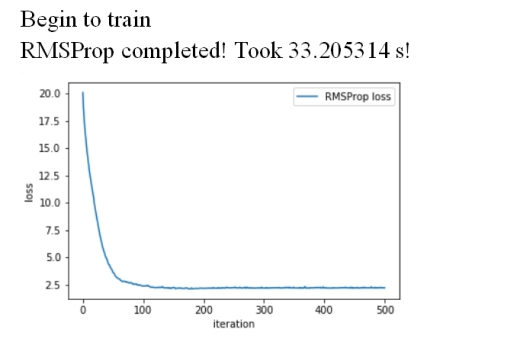 Begin to train
RMSProp completed! Took 33.205314 s!
RMSProp loss
20.0
17.5
15.0
12.5
10.0
7.5
5.0
2.5
loss
0 100 200 300 400 500
iteration